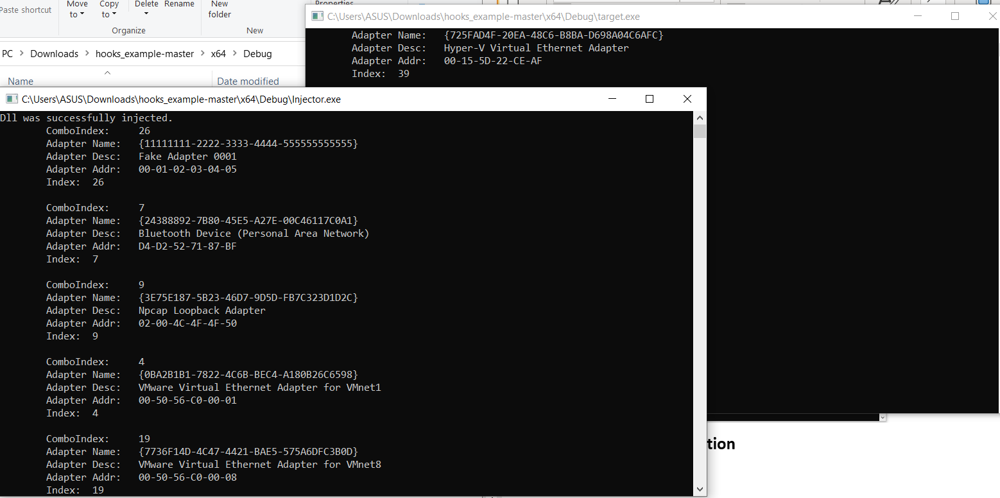 Paste shortcut
Move to
Copy to
Delete
Rename
New folder
Properties
Organize
New
PC > Downloads > hooks_example-master > x64 > Debug
Name
Date modified
C:\Users\ASUS\Downloads\hooks_example-master\x64\Debug\target.exe
Adapter Name: {725FAD4F-20EA-48C6-B8BA-D698A04C6AFC}
Adapter Desc: Hyper-V Virtual Ethernet Adapter
Adapter Addr: 00-15-5D-22-CE-AF
Index: 39
C:\Users\ASUS\Downloads\hooks_example-master\x64\Debug\Injector.exe
Dll was successfully injected.
ComboIndex: 26
Adapter Name: {11111111-2222-3333-4444-555555555555}
Adapter Desc: Fake Adapter 0001
Adapter Addr: 00-01-02-03-04-05
Index: 26
ComboIndex: 7
Adapter Name: {24388892-7B80-45E5-A27E-00C46117C0A1}
Adapter Desc: Bluetooth Device (Personal Area Network)
Adapter Addr: D4-D2-52-71-87-BF
Index: 7
ComboIndex: 9
Adapter Name: {3E75E187-5B23-46D7-9D5D-FB7C323D1D2C}
Adapter Desc: Npcap Loopback Adapter
Adapter Addr: 02-00-4C-4F-4F-50
Index: 9
ComboIndex: 4
Adapter Name: {0BA2B1B1-7822-4C6B-BEC4-A180B26C6598}
Adapter Desc: VMware Virtual Ethernet Adapter for VMnet1
Adapter Addr: 00-50-56-C0-00-01
Index: 4
ComboIndex: 19
Adapter Name: {7736F14D-4C47-4421-BAE5-575A6DFC3B0D}
Adapter Desc: VMware Virtual Ethernet Adapter for VMnet8
Adapter Addr: 00-50-56-C0-00-08
Index: 19
tion